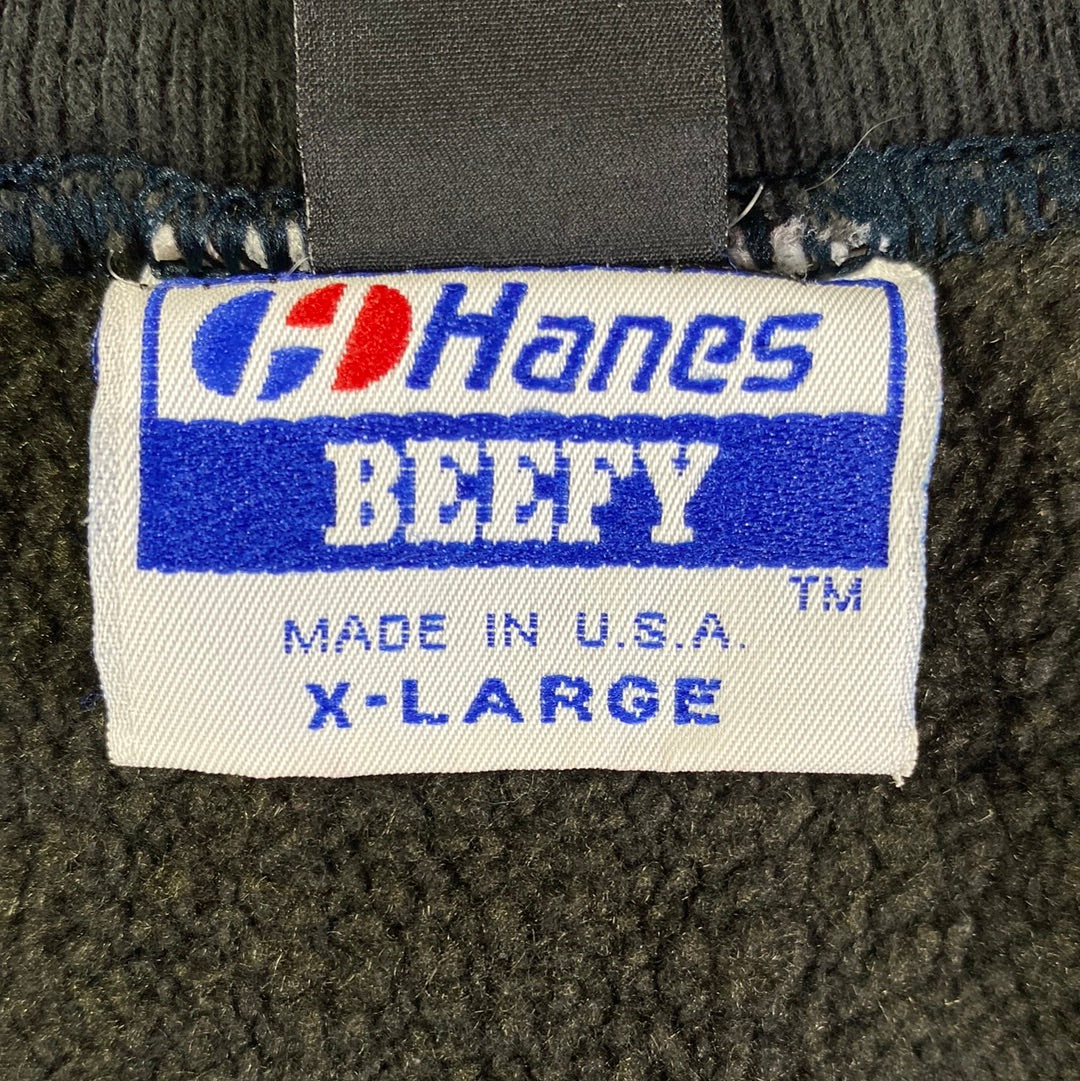 Hanes
BEEFY
TM
MADE IN U.S.A.
X-LARGE